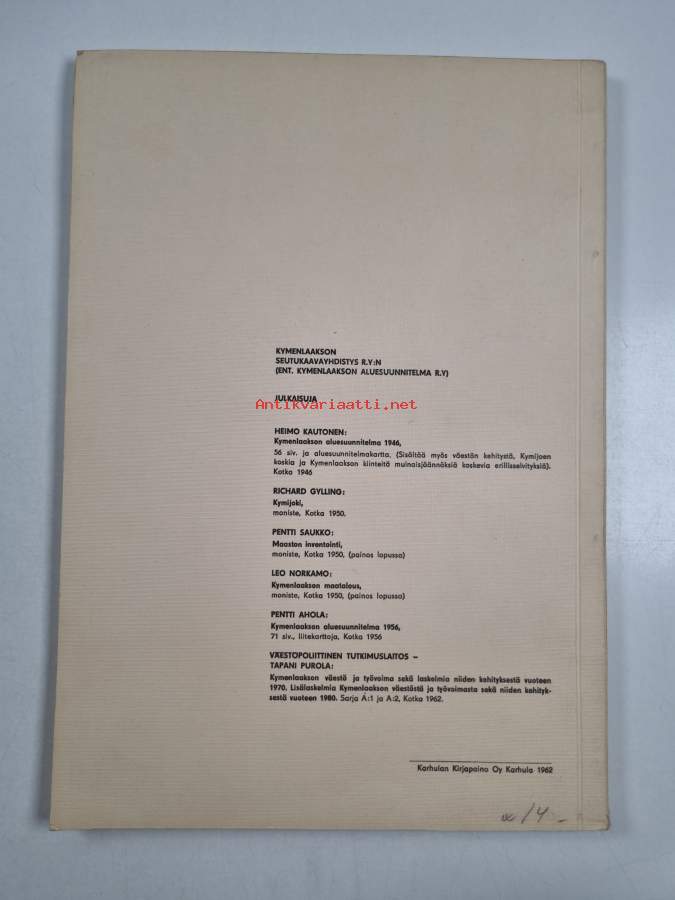 KYMENLAAKSON
SEUTUKAAVAYHDISTYS R.Y:N
(ENT. KYMENLAAKSON ALUESUUNNITELMA R.Y)
JULKAISUJA
Antikvariaatti.net
HEIMO KAUTONEN:
Kymenlaakson aluesuunnitelma 1946,
56 siv. ja aluesuunnitelmakartta. (Sisältää myös väestön kehitystä, Kymijoen
koskia ja Kymenlaakson kiinteitä muinaisjäännöksiä koskevia erillisselvityksiä).
Kotka 1946
RICHARD GYLLING:
Kymijoki,
moniste, Kotka 1950,
PENTTI SAUKKO:
Maaston inventointi,
moniste, Kotka 1950, (painos lopussa)
LEO NORKAMO:
Kymenlaakson maatalous,
moniste, Kotka 1950, (painos lopussa)
PENTTI AHOLA:
Kymenlaakson aluesuunnitelma 1956,
71 siv., liitekarttoja, Kotka 1956
VÄESTÖPOLIITTINEN TUTKIMUSLAITOS –
TAPANI PUROLA:
Kymenlaakson väestö ja työvoima sekä laskelmia niiden kehityksestä vuoteen
1970. Lisälaskelmia Kymenlaakson väestöstä ja työvoimasta sekä niiden kehityk-
sestä vuoteen 1980. Sarja A:1 ja A:2, Kotka 1962.
Karhulan Kirjapaino Oy Karhula 1962
/4-